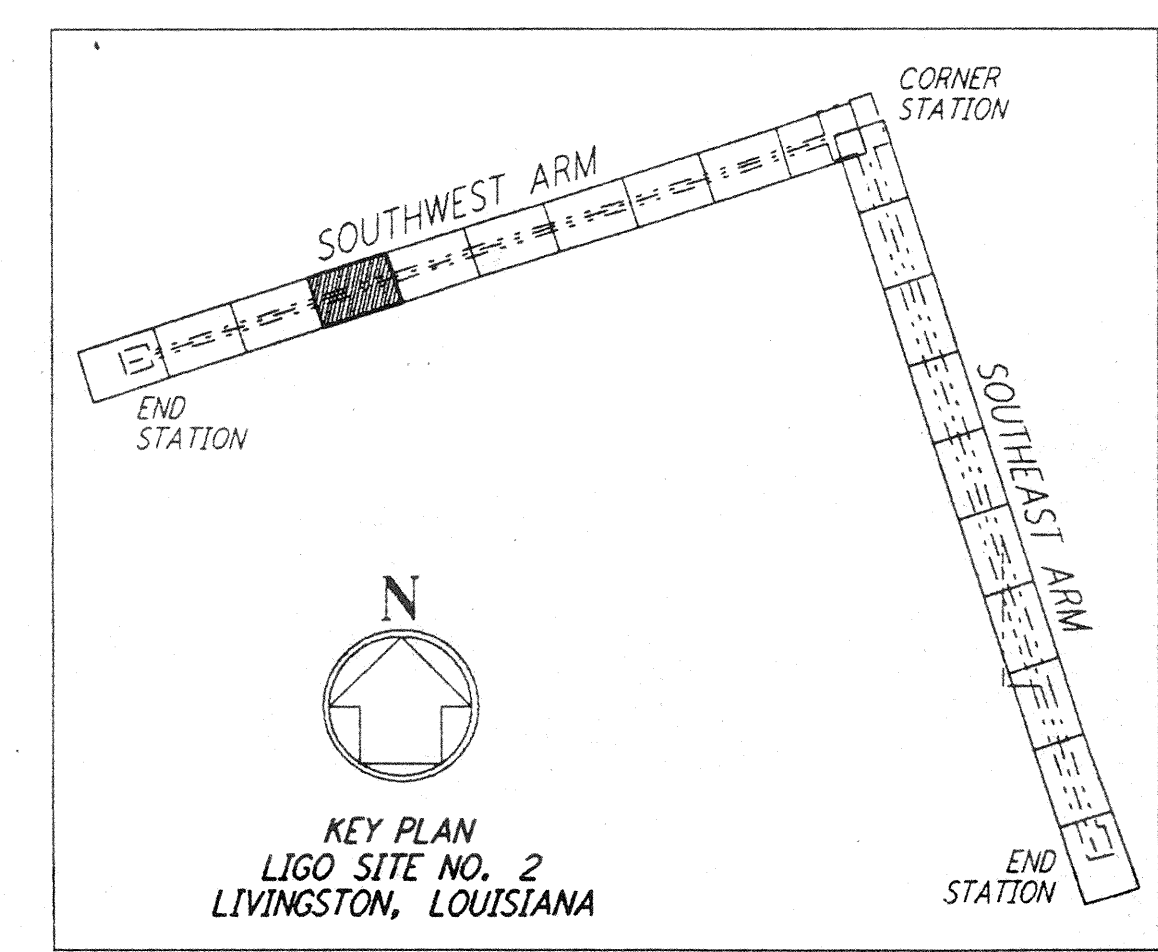 CORNER
STATION
SOUTHWEST ARM
END
STATION
SOUTHEAST ARM
N
KEY PLAN
LIGO SITE NO. 2
LIVINGSTON, LOUISIANA
END
STATION